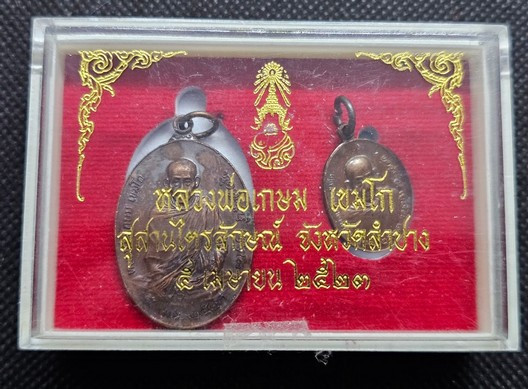 หลวงพ่อเกษม เขมโก
สุสานไตรลักษณ์ จังหวัดลำปาง
๕ เมษายน ๒๕๒๓